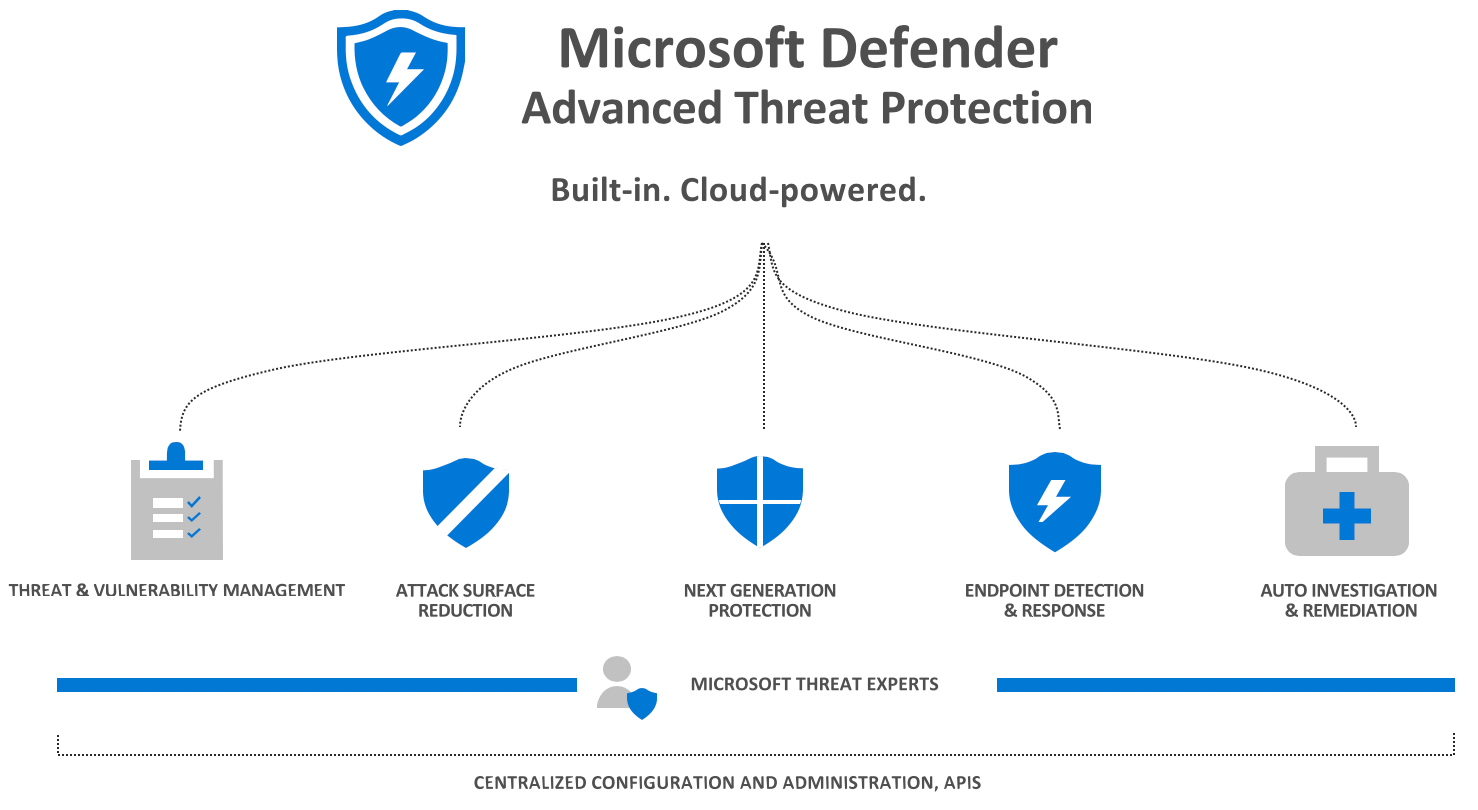 Microsoft Defender
Advanced Threat Protection
Built-in. Cloud-powered.
THREAT & VULNERABILITY MANAGEMENT
ATTACK SURFACE
REDUCTION
NEXT GENERATION
PROTECTION
ENDPOINT DETECTION
& RESPONSE
AUTO INVESTIGATION
& REMEDIATION
MICROSOFT THREAT EXPERTS
CENTRALIZED CONFIGURATION AND ADMINISTRATION, APIS